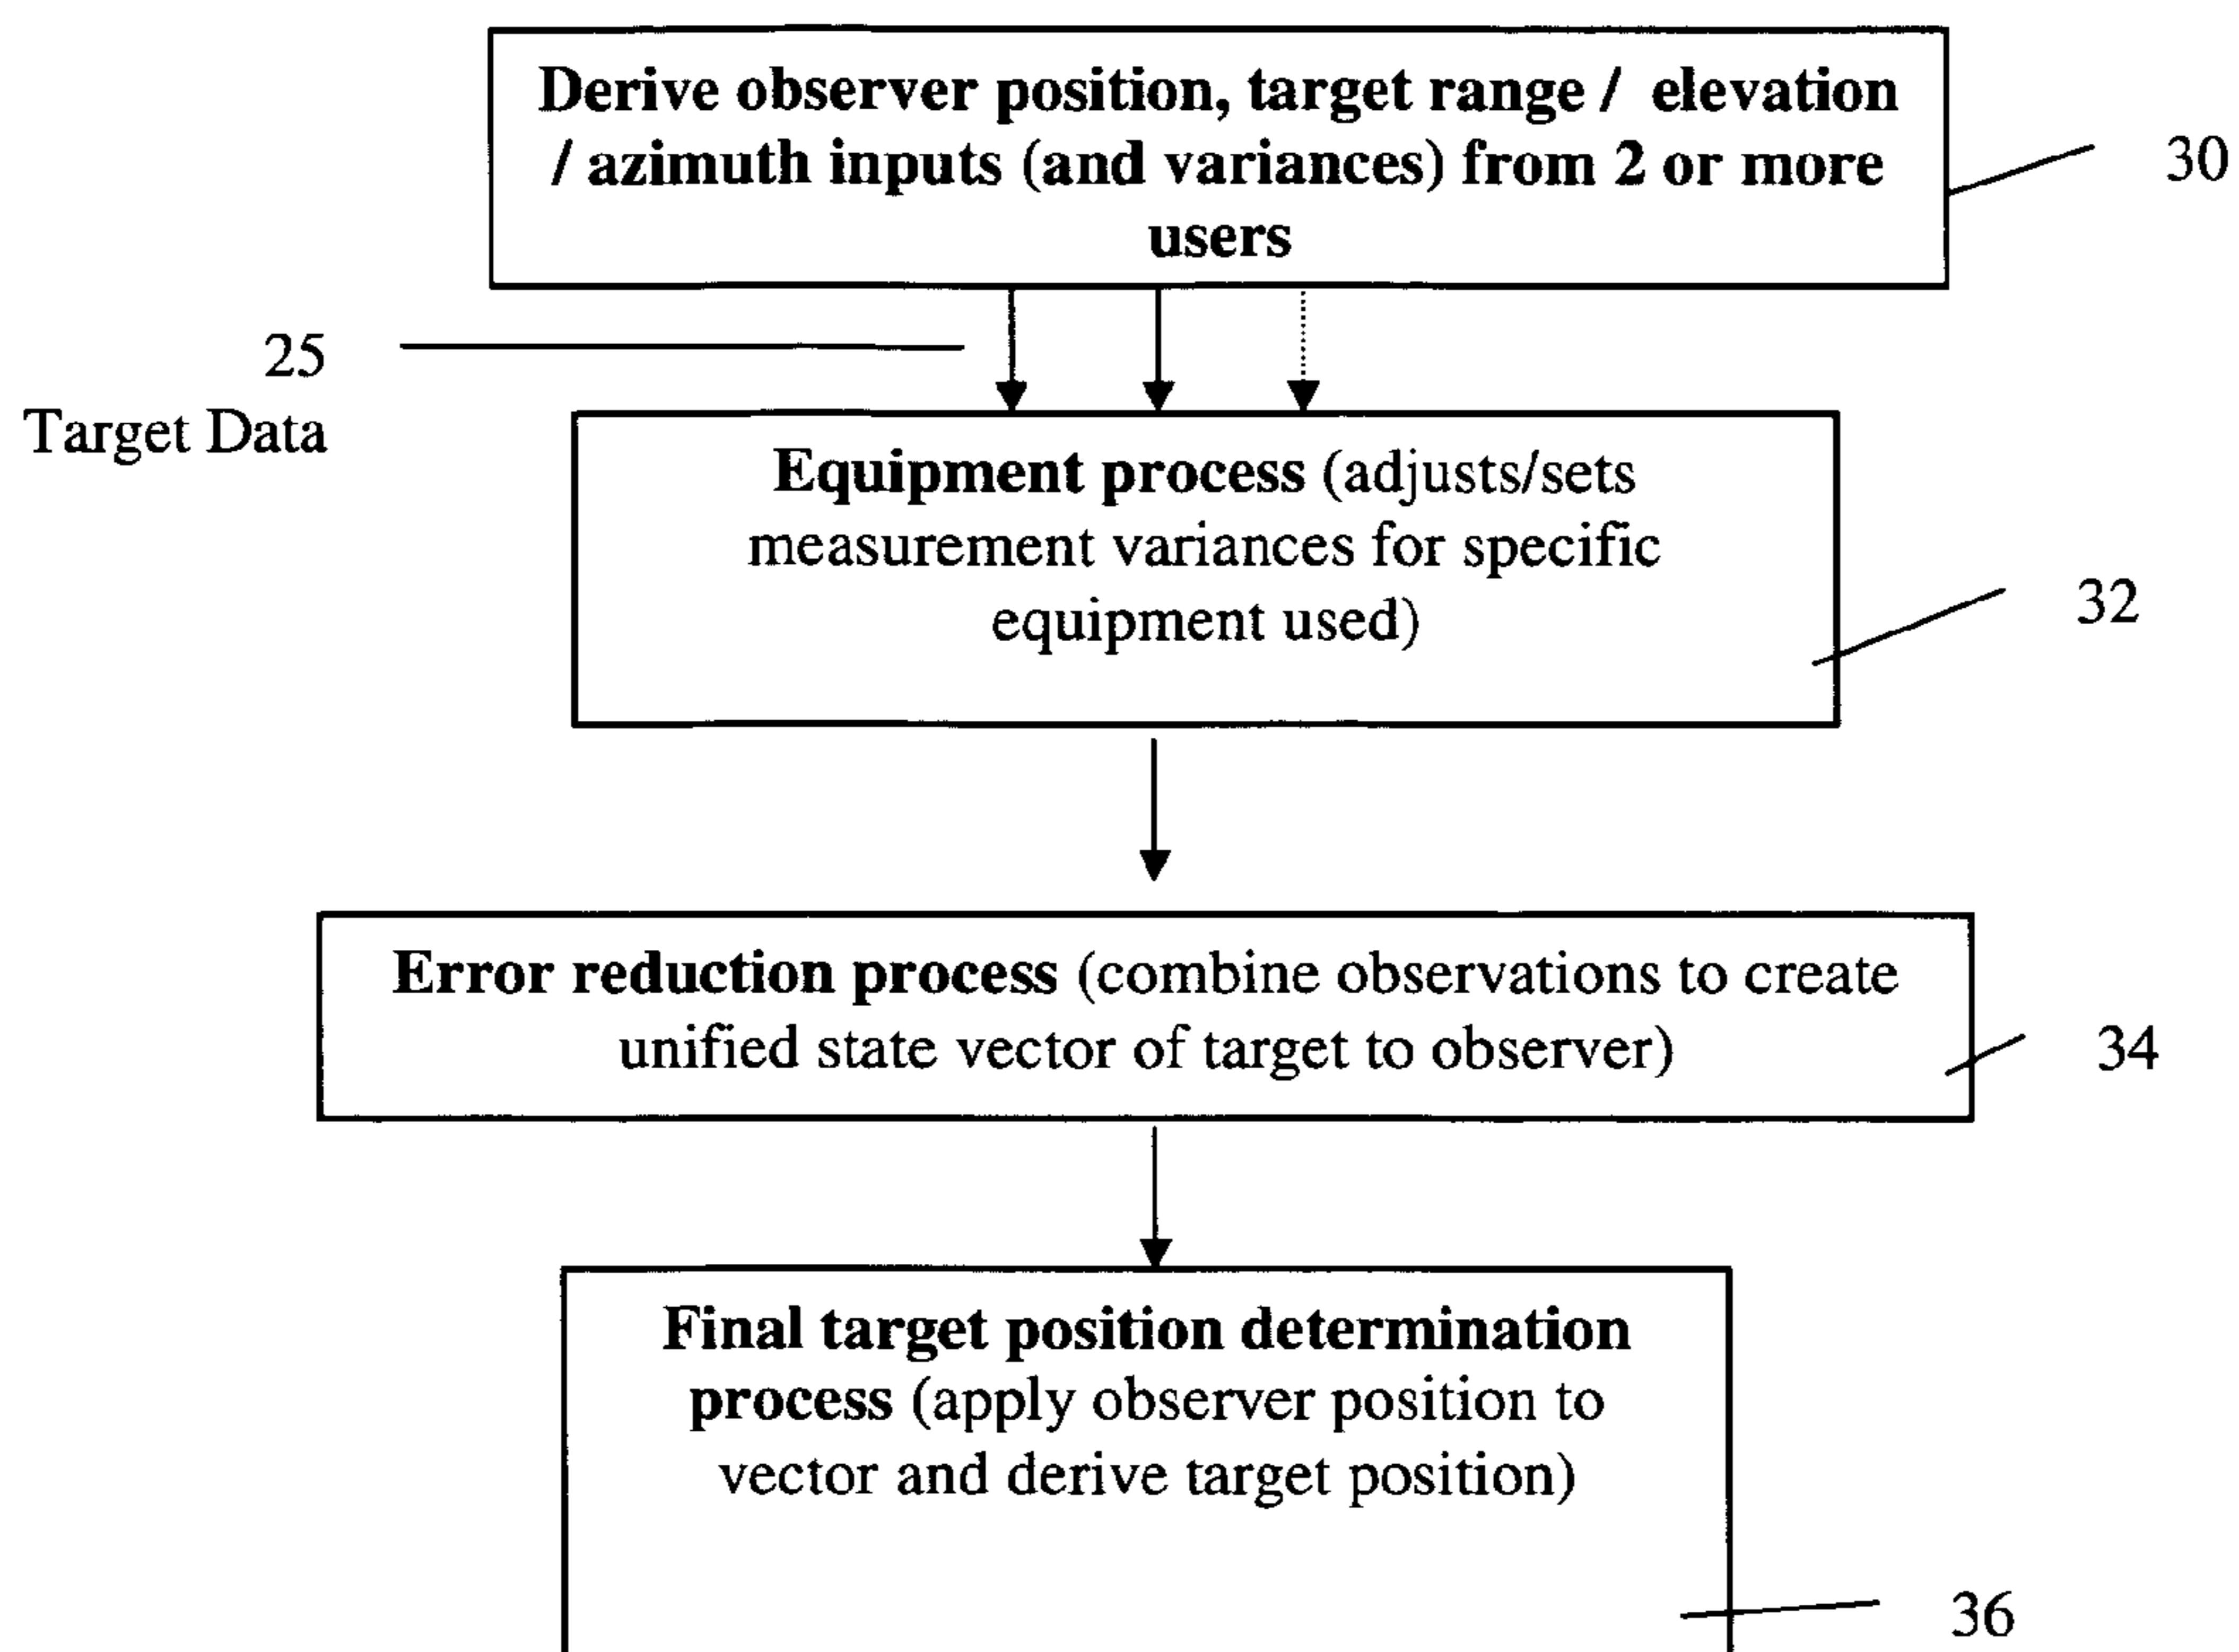 Derive observer position, target range / elevation
/ azimuth inputs (and variances) from 2 or more
users
30
25
Target Data
Equipment process (adjusts/sets
measurement variances for specific
equipment used)
32
Error reduction process (combine observations to create
unified state vector of target to observer)
34
Final target position determination
process (apply observer position to
vector and derive target position)
36